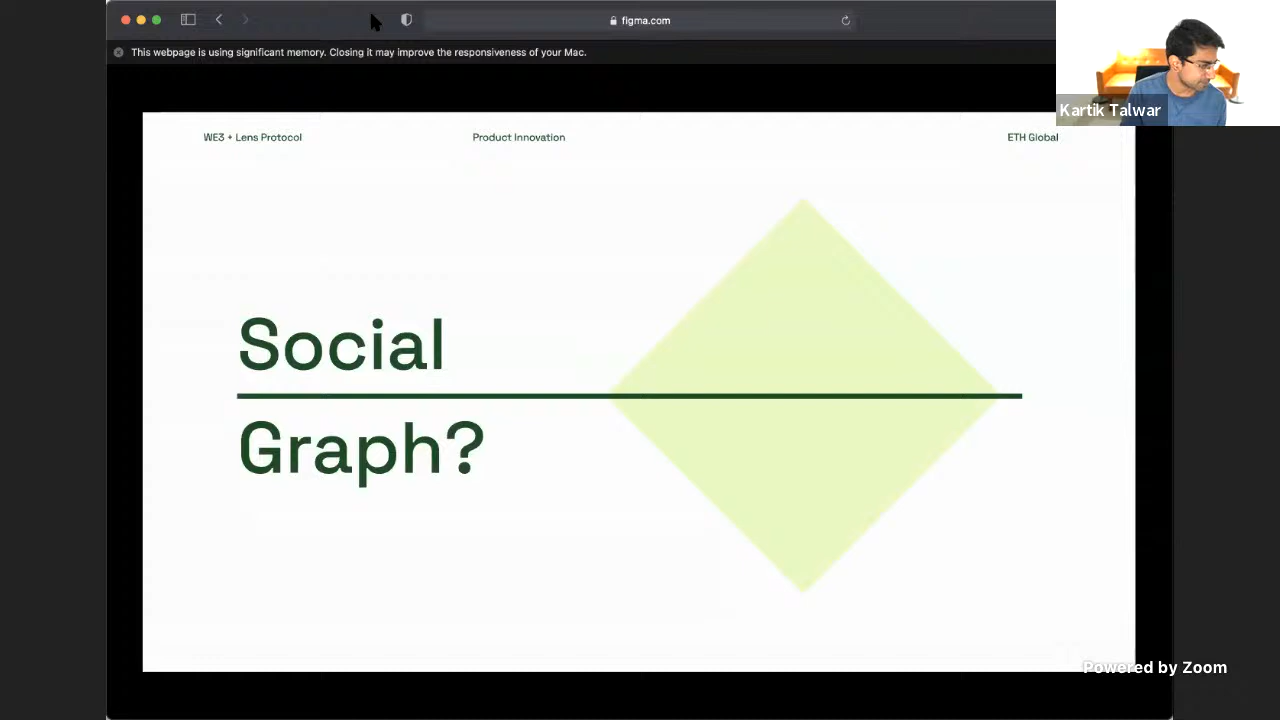 figma.com
This webpage is using significant memory. Closing it may improve the responsiveness of your Mac.
Kartik Talwar
WE3 + Lens Protocol
Product Innovation
ETH Global
Social
Graph?
Powered by Zoom